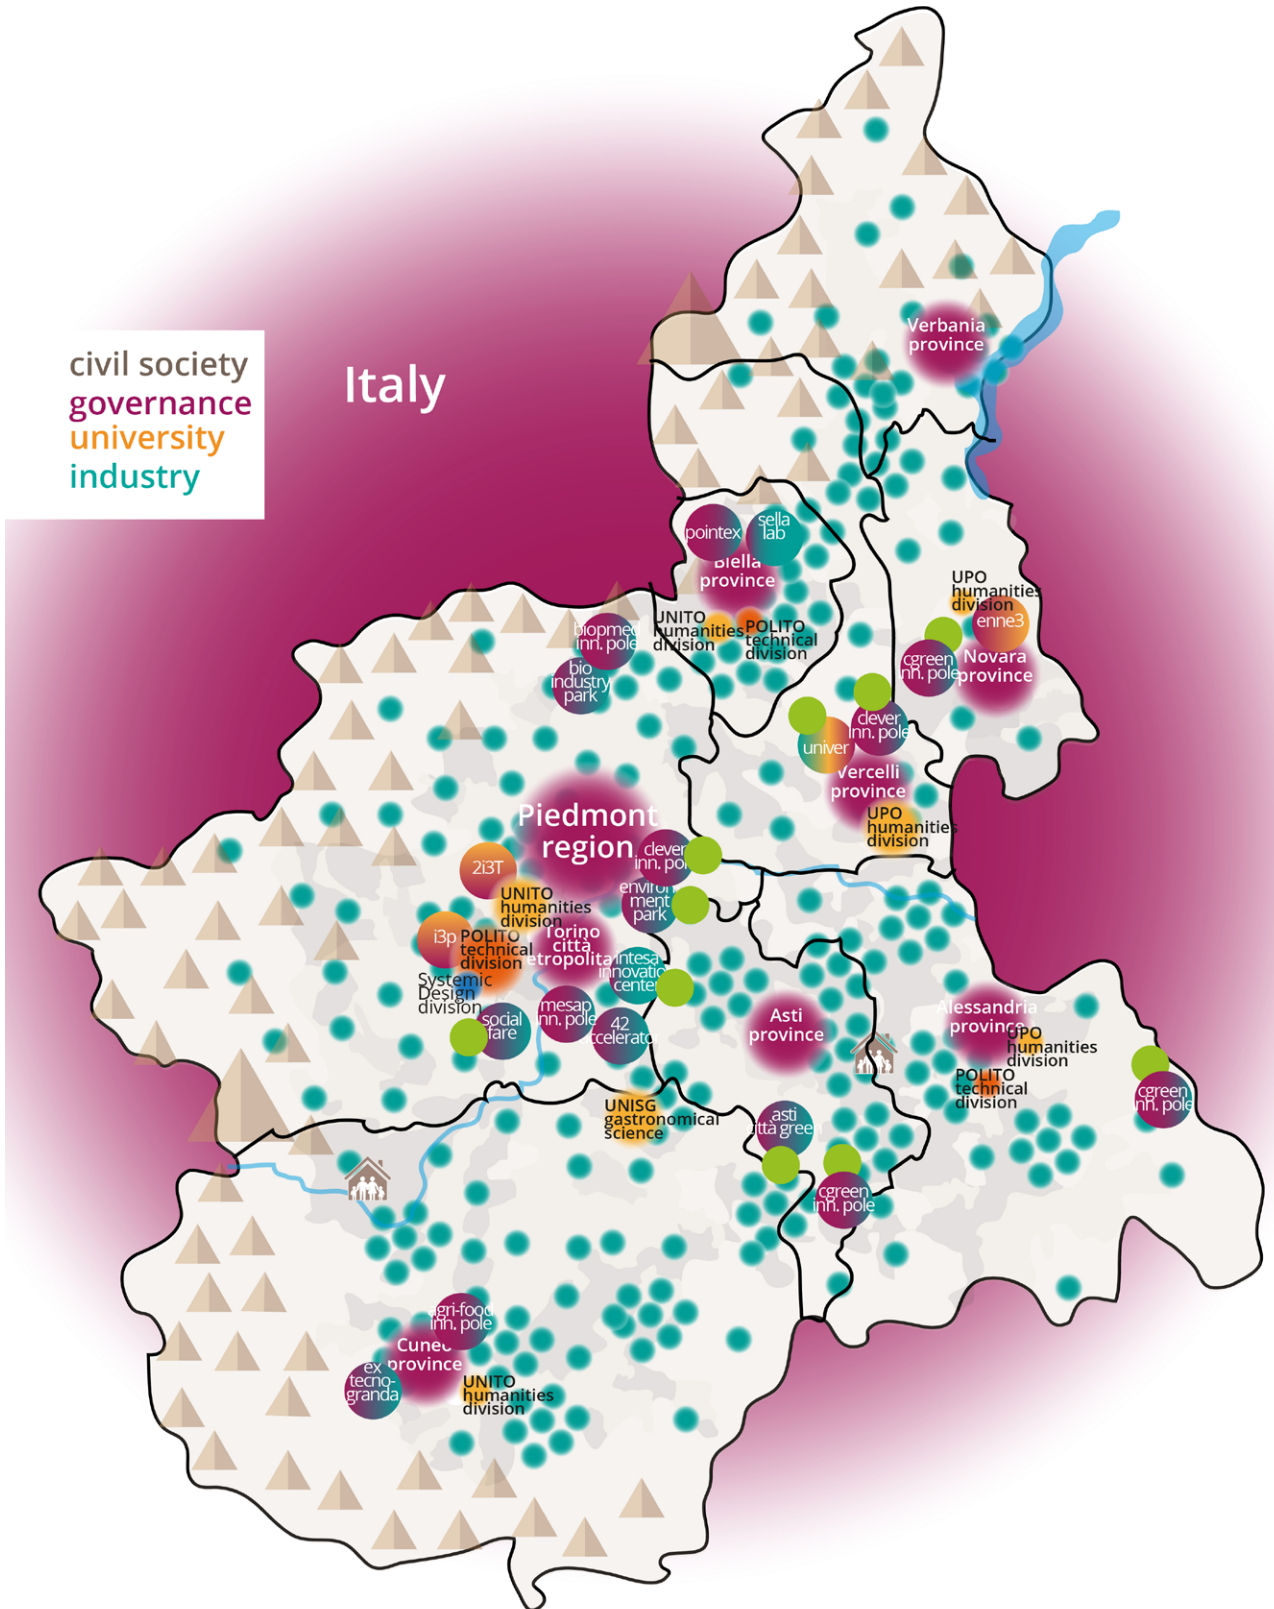 civil society
governance
university
industry
Italy
Verbania
province
pointex
sella
lab
Biella
province
UNITO
humanities
division
POLITO
technical
division
UPO
humanities
division
enne3
cgreen
inn. pole
Novara
province
biopmed
inn. pole
bio
industry
park
clever
inn. pole
univer
Vercelli
province
UPO
humanities
division
Piedmont
region
clever
inn. pole
2i3T
environ
ment
park
UNITO
humanities
division
i3p
POLITO
technical
division
Torino
città
metropolitana
Systemic
Design
division
intesa
innovation
center
social
fare
mesap
inn. pole
42
accelerator
Asti
province
Alessandria
province
UPO
humanities
division
POLITO
technical
division
cgreen
inn. pole
UNISG
gastronomical
science
asti
città green
cgreen
inn. pole
agri-food
inn. pole
Cuneo
province
ex
tecno-
granda
UNITO
humanities
division